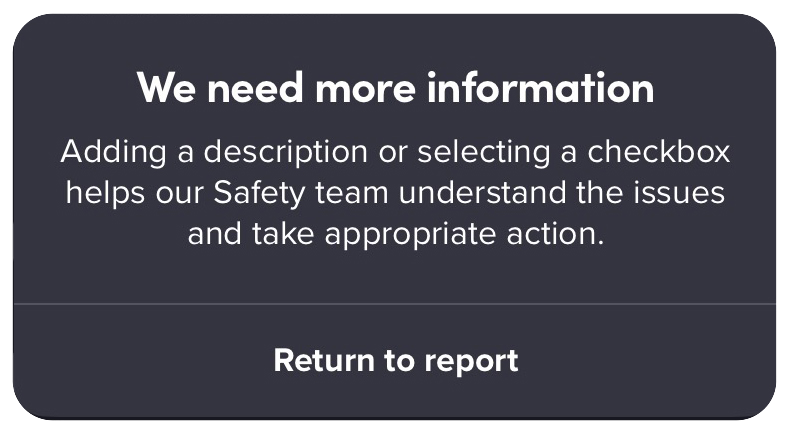 We need more information
Adding a description or selecting a checkbox
helps our Safety team understand the issues
and take appropriate action.
Return to report